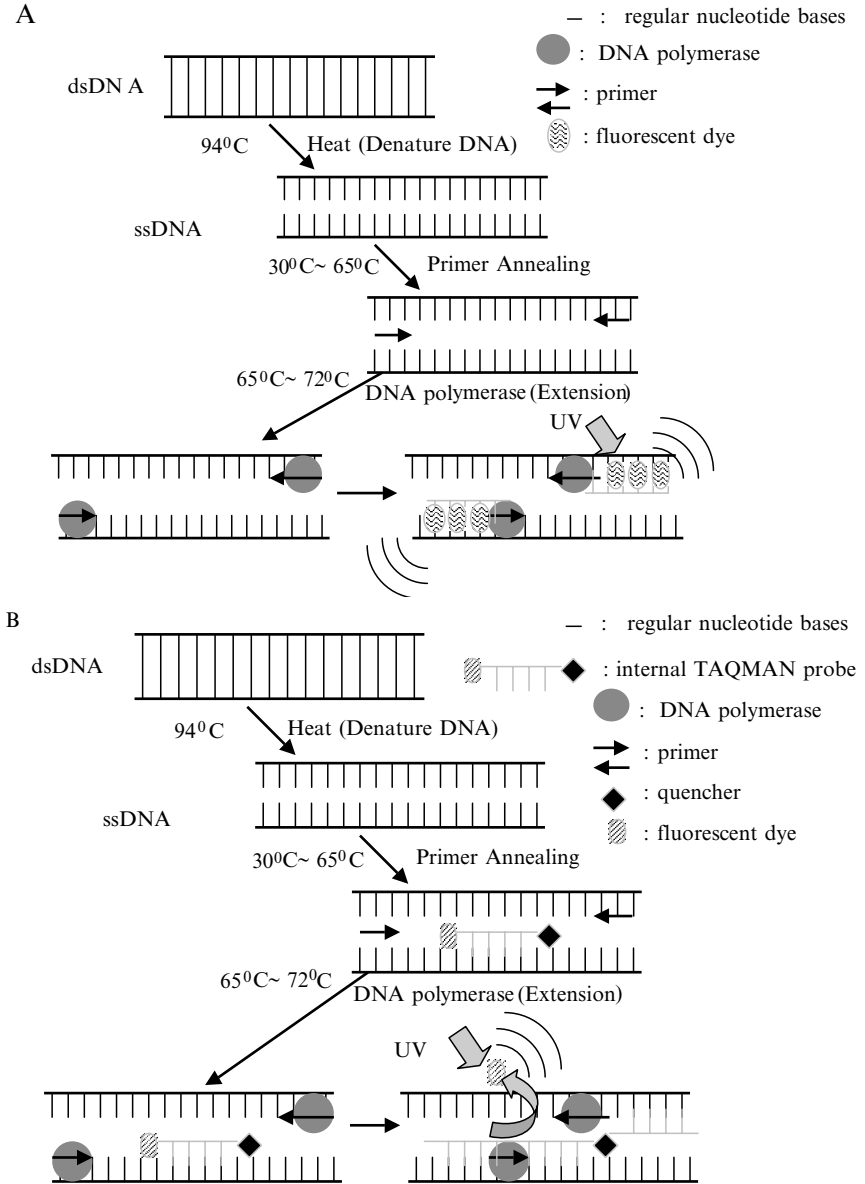 A
— : regular nucleotide bases
: DNA polymerase
dsDN A
: primer
: fluorescent dye
94⁰C
Heat (Denature DNA)
ssDNA
30⁰C~ 65⁰C
Primer Annealing
65⁰C~ 72⁰C
DNA polymerase (Extension)
UV
B
— : regular nucleotide bases
dsDNA
: internal TAQMAN probe
: DNA polymerase
94⁰C
Heat (Denature DNA)
: primer
: quencher
ssDNA
: fluorescent dye
30⁰C~ 65⁰C
Primer Annealing
65⁰C~ 72⁰C
DNA polymerase (Extension)
UV